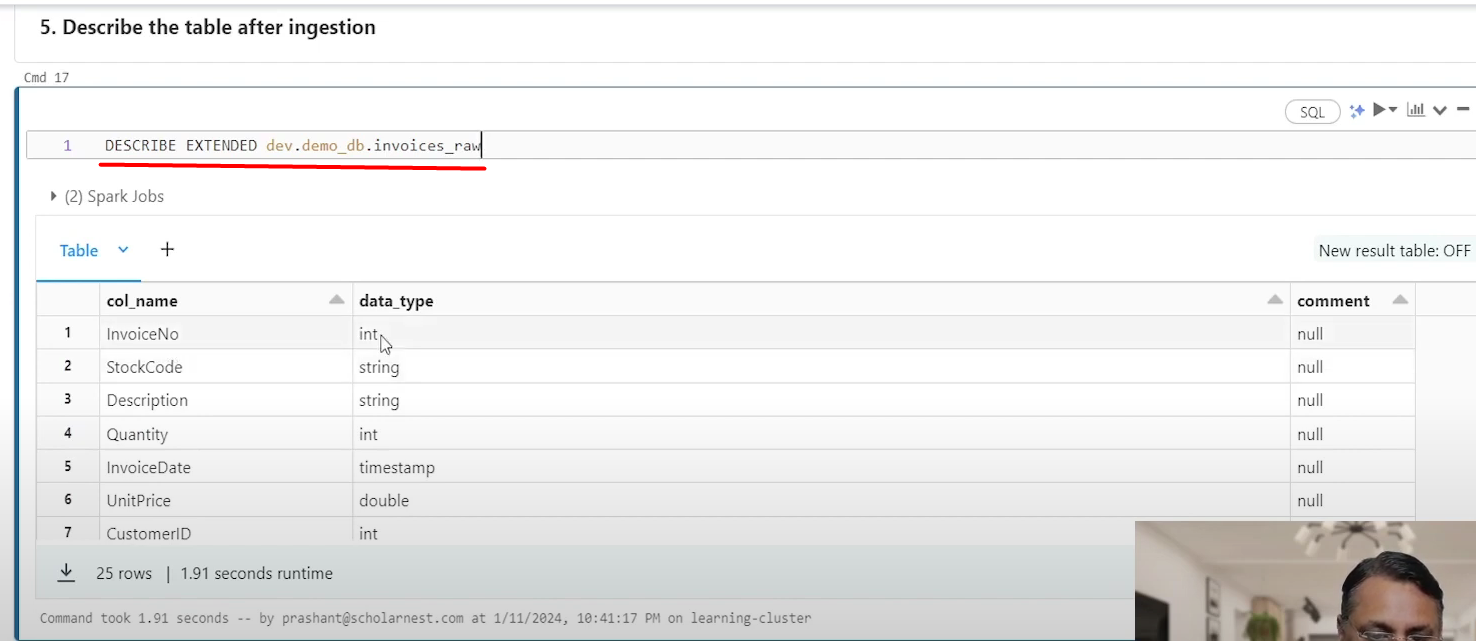 5. Describe the table after ingestion
Cmd 17
SQL
1 DESCRIBE EXTENDED dev.demo_db.invoices_raw
(2) Spark Jobs
Table
+
New result table: OFF
col_name data_type comment
1 InvoiceNo int null
2 StockCode string null
3 Description string null
4 Quantity int null
5 InvoiceDate timestamp null
6 UnitPrice double null
7 CustomerID int
25 rows | 1.91 seconds runtime
Command took 1.91 seconds -- by prashant@scholarnest.com at 1/11/2024, 10:41:17 PM on learning-cluster